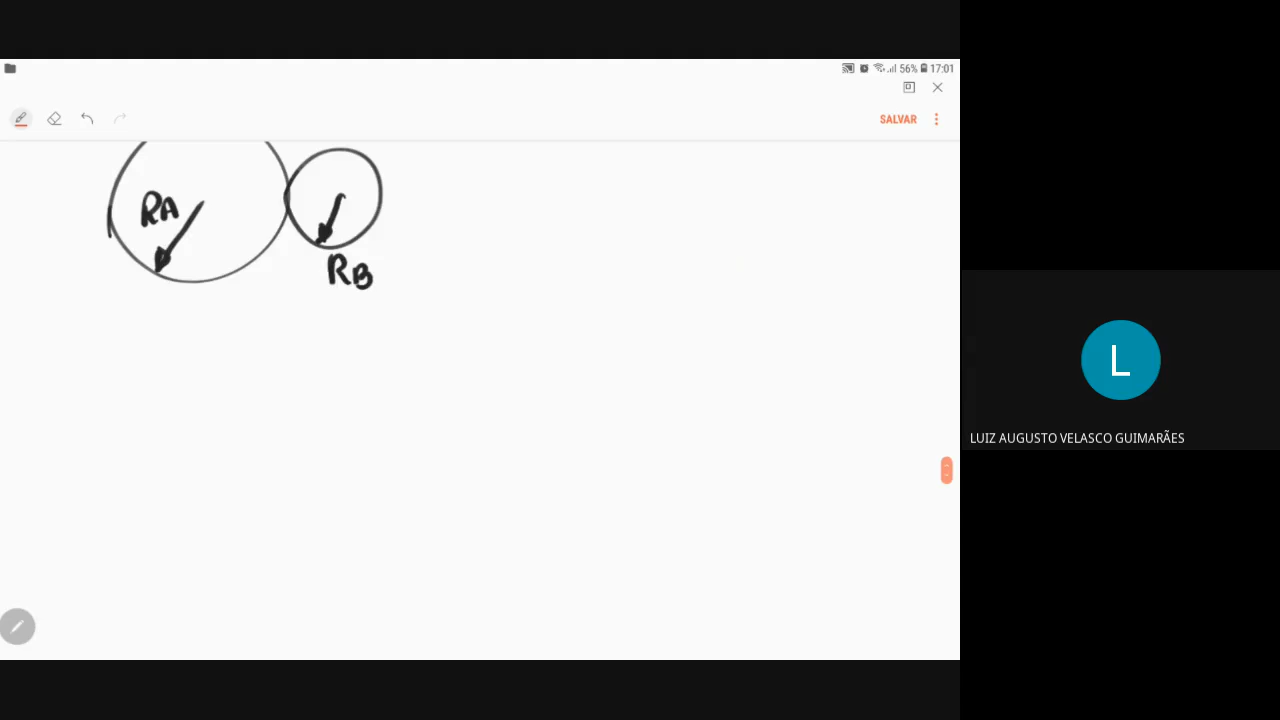 56% 17:01
SALVAR
RA
RB
L
LUIZ AUGUSTO VELASCO GUIMARÃES